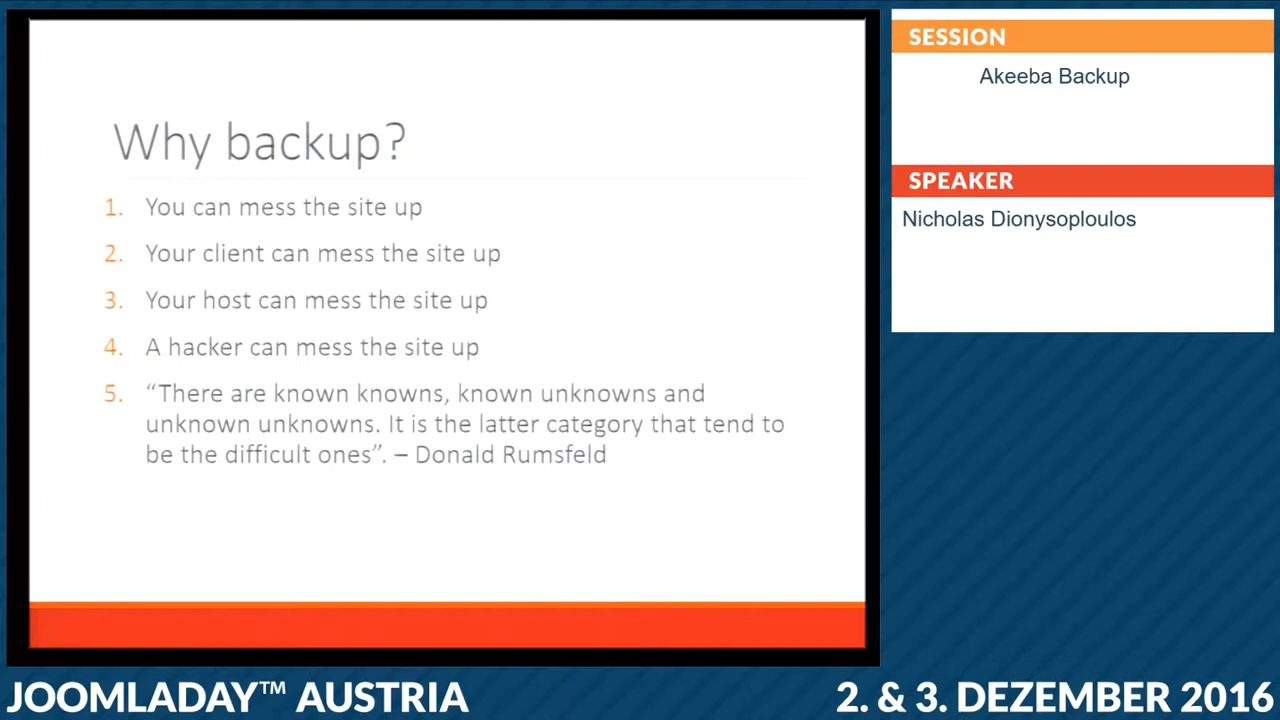 Why backup?
1. You can mess the site up
2. Your client can mess the site up
3. Your host can mess the site up
4. A hacker can mess the site up
5. “There are known knowns, known unknowns and
unknown unknowns. It is the latter category that tend to
be the difficult ones”. – Donald Rumsfeld
SESSION
Akeeba Backup
SPEAKER
Nicholas Dionysoploulos
JOOMLADAY™ AUSTRIA
2. & 3. DEZEMBER 2016